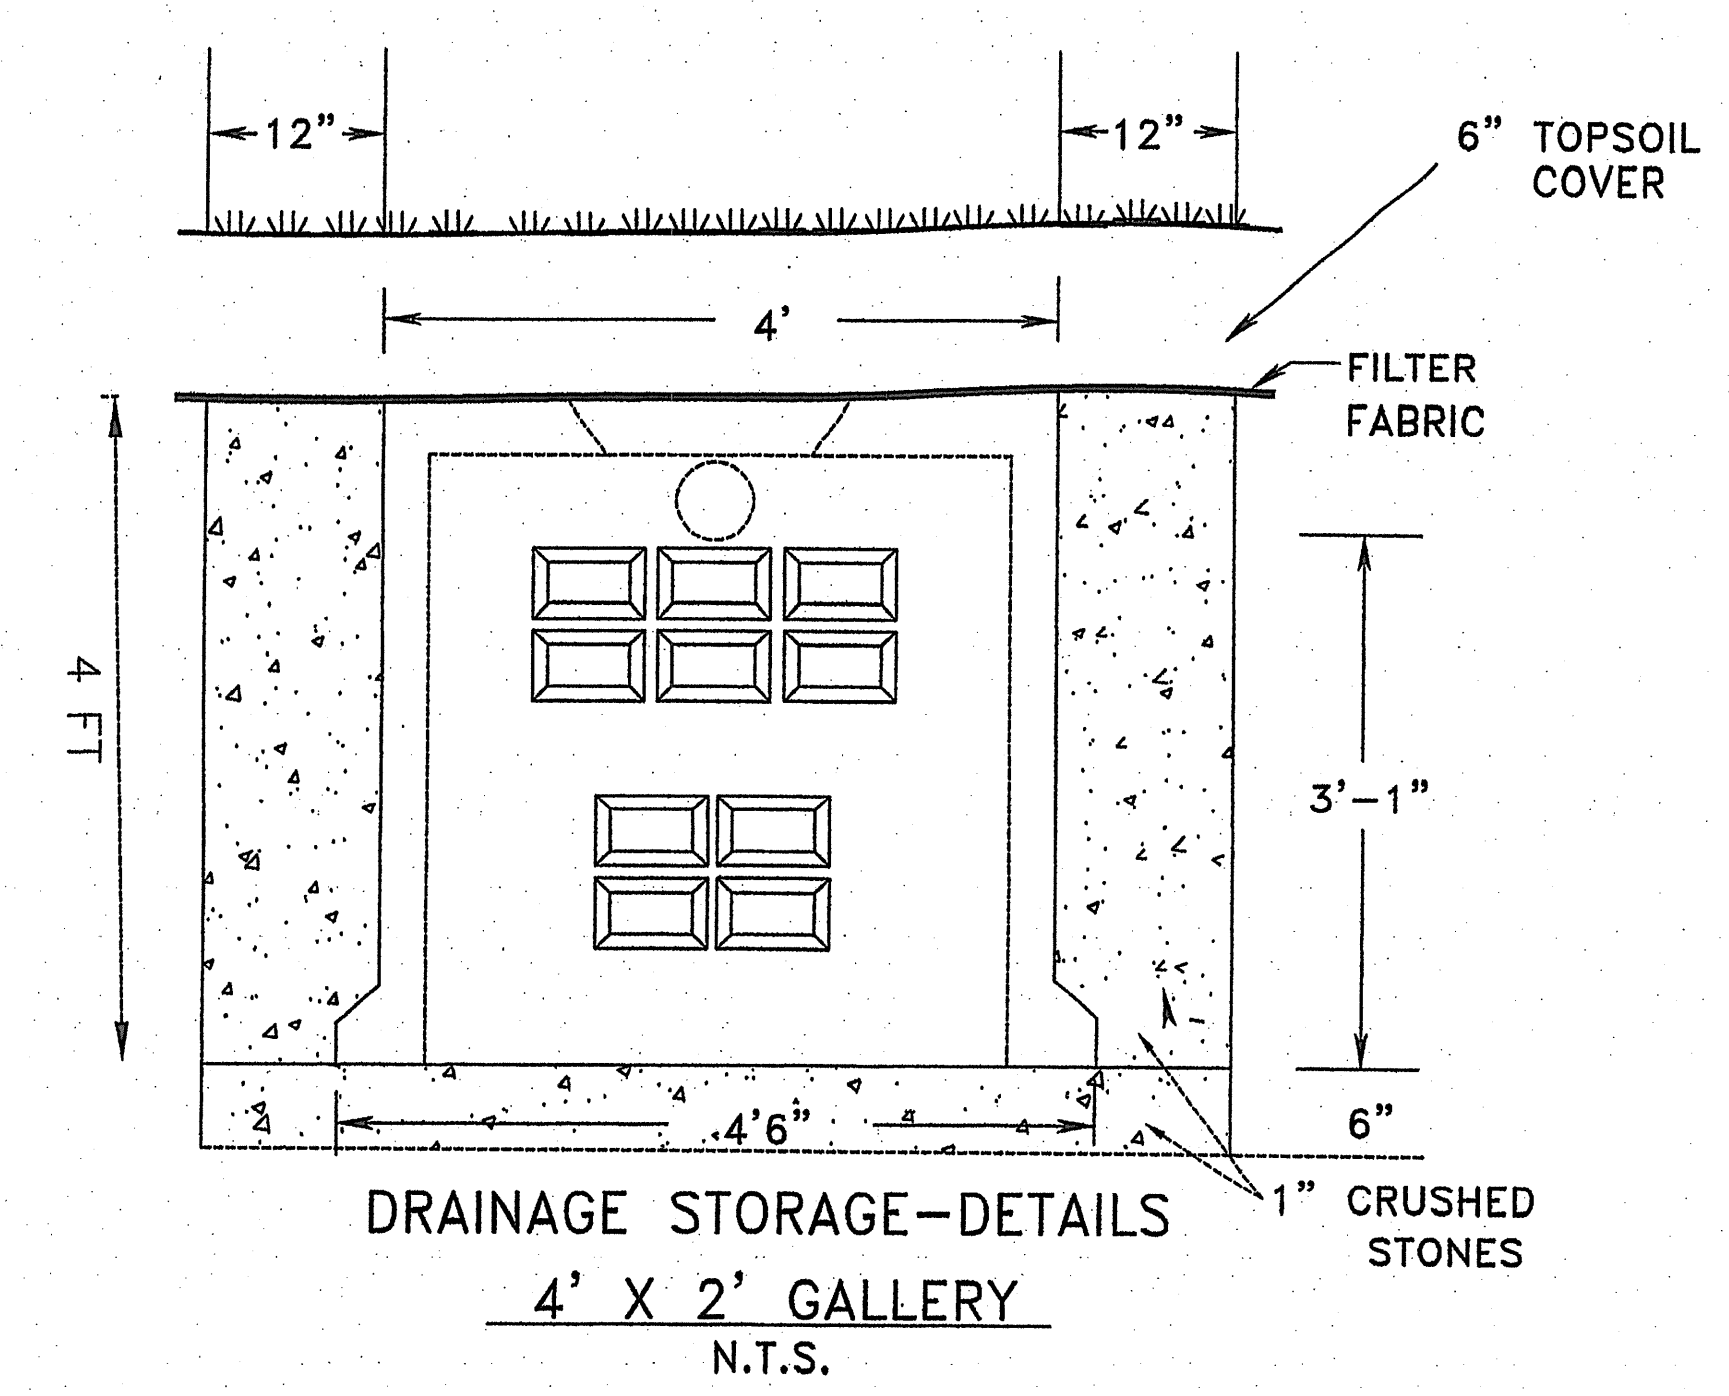 12" 12"
6" TOPSOIL
COVER
4'
FILTER
FABRIC
4 FT
3'-1"
4'6"
6"
1" CRUSHED
STONES
DRAINAGE STORAGE-DETAILS
4' X 2' GALLERY
N.T.S.